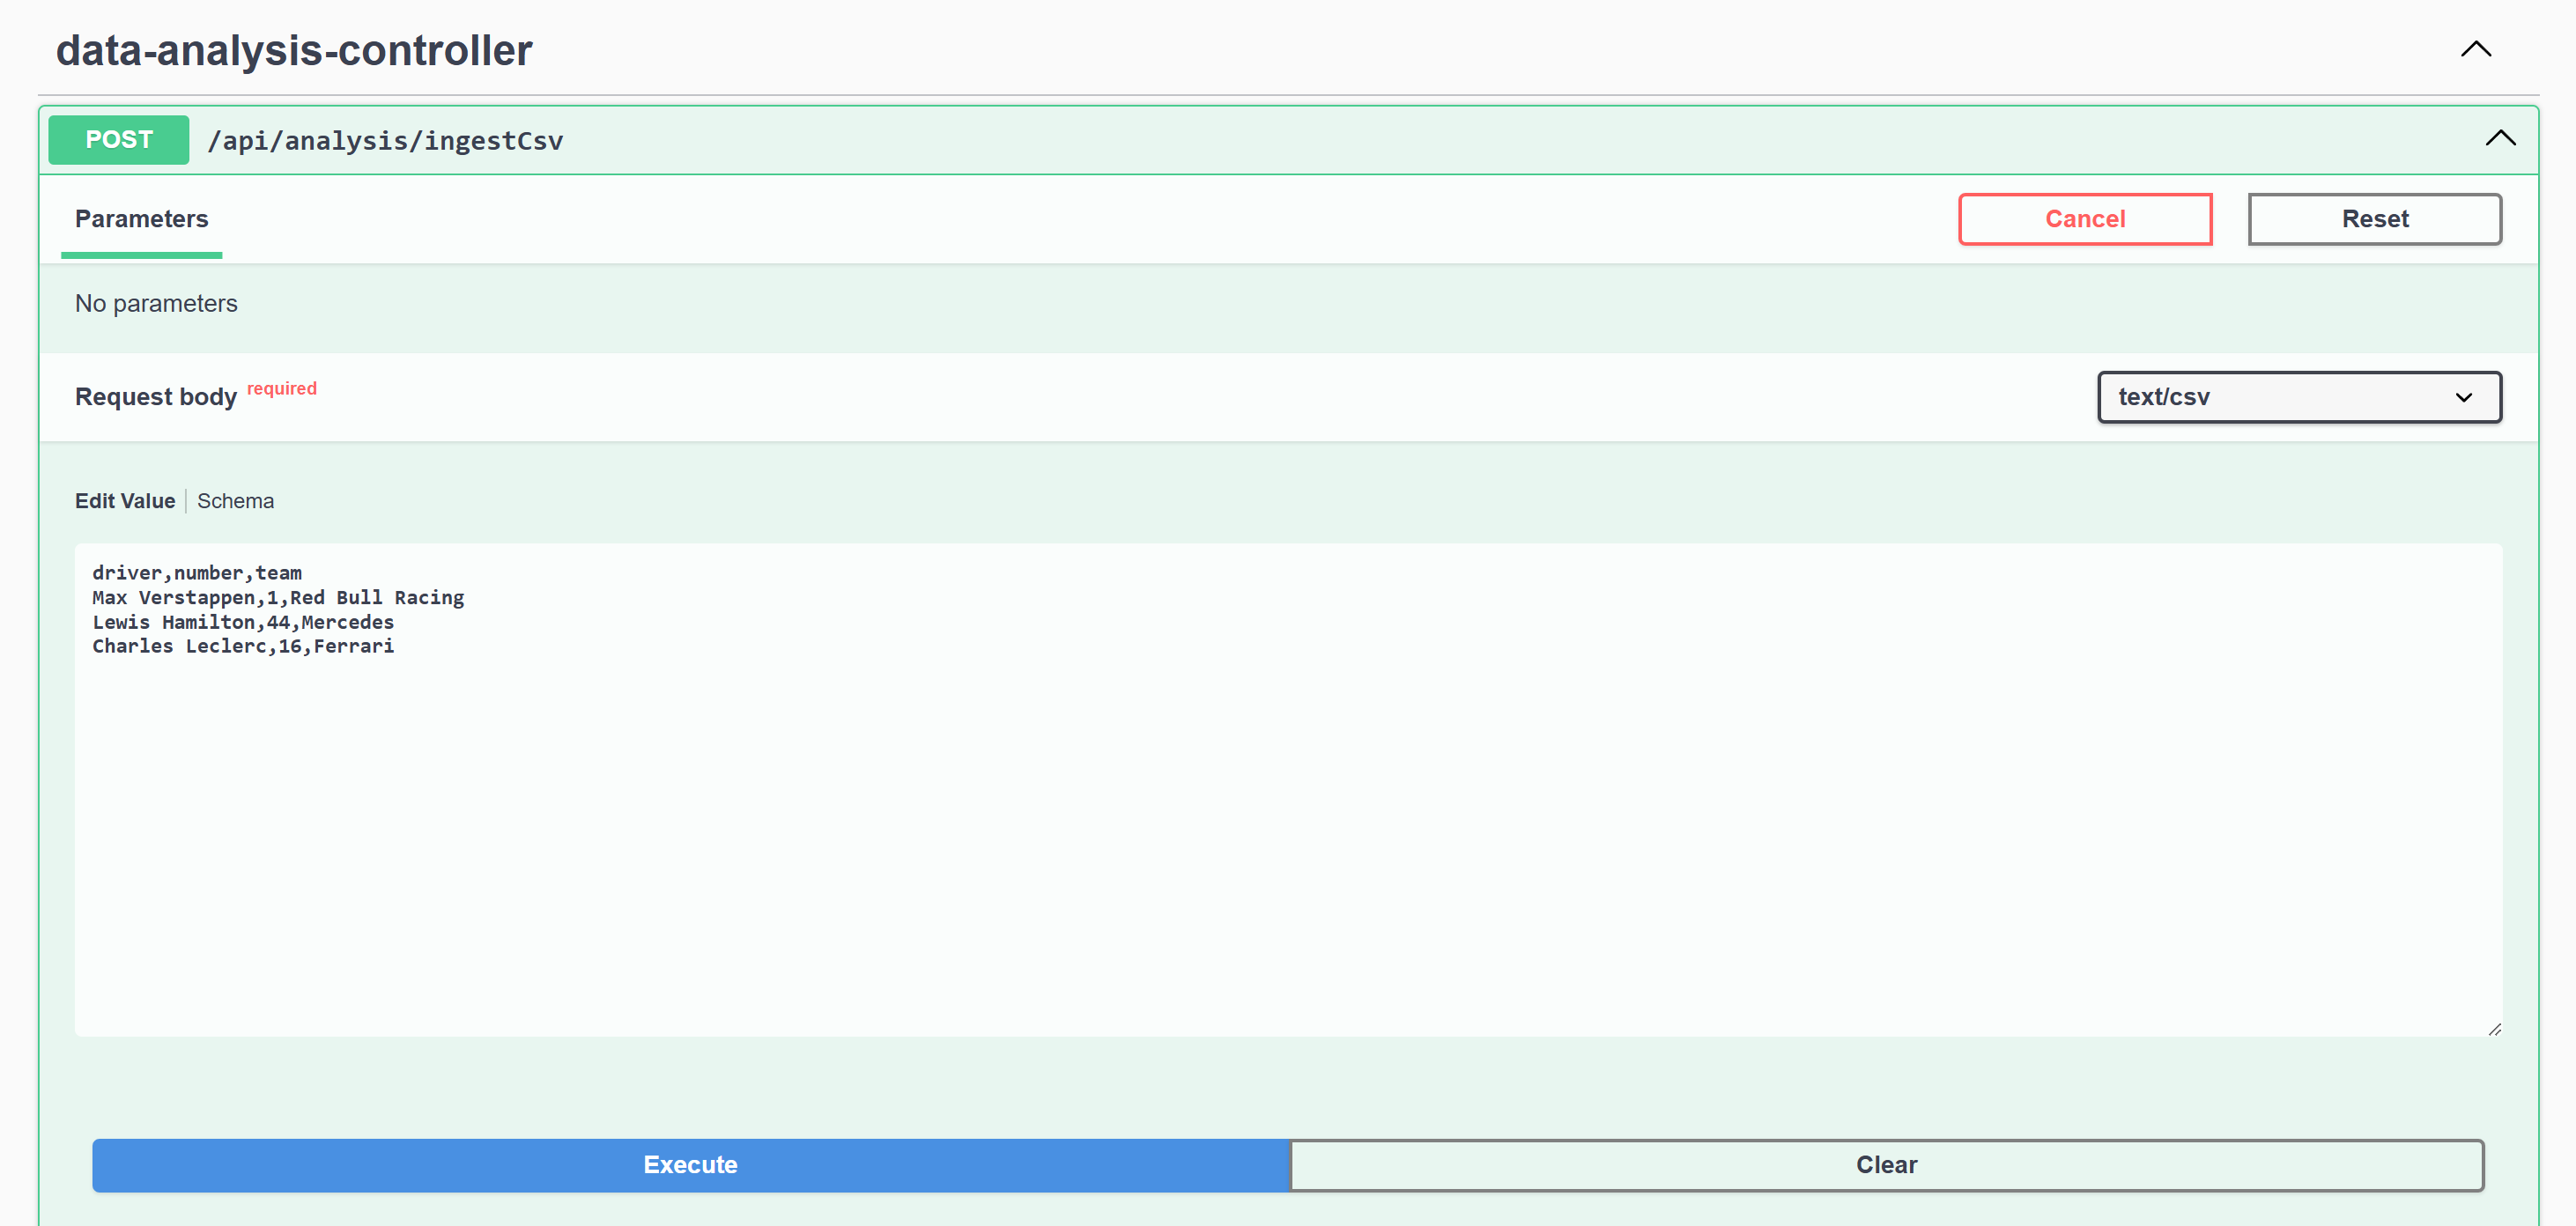 data-analysis-controller
POST /api/analysis/ingestCsv
Parameters
Cancel
Reset
No parameters
Request body required
text/csv
Edit Value | Schema
driver,number,team
Max Verstappen,1,Red Bull Racing
Lewis Hamilton,44,Mercedes
Charles Leclerc,16,Ferrari
Execute
Clear